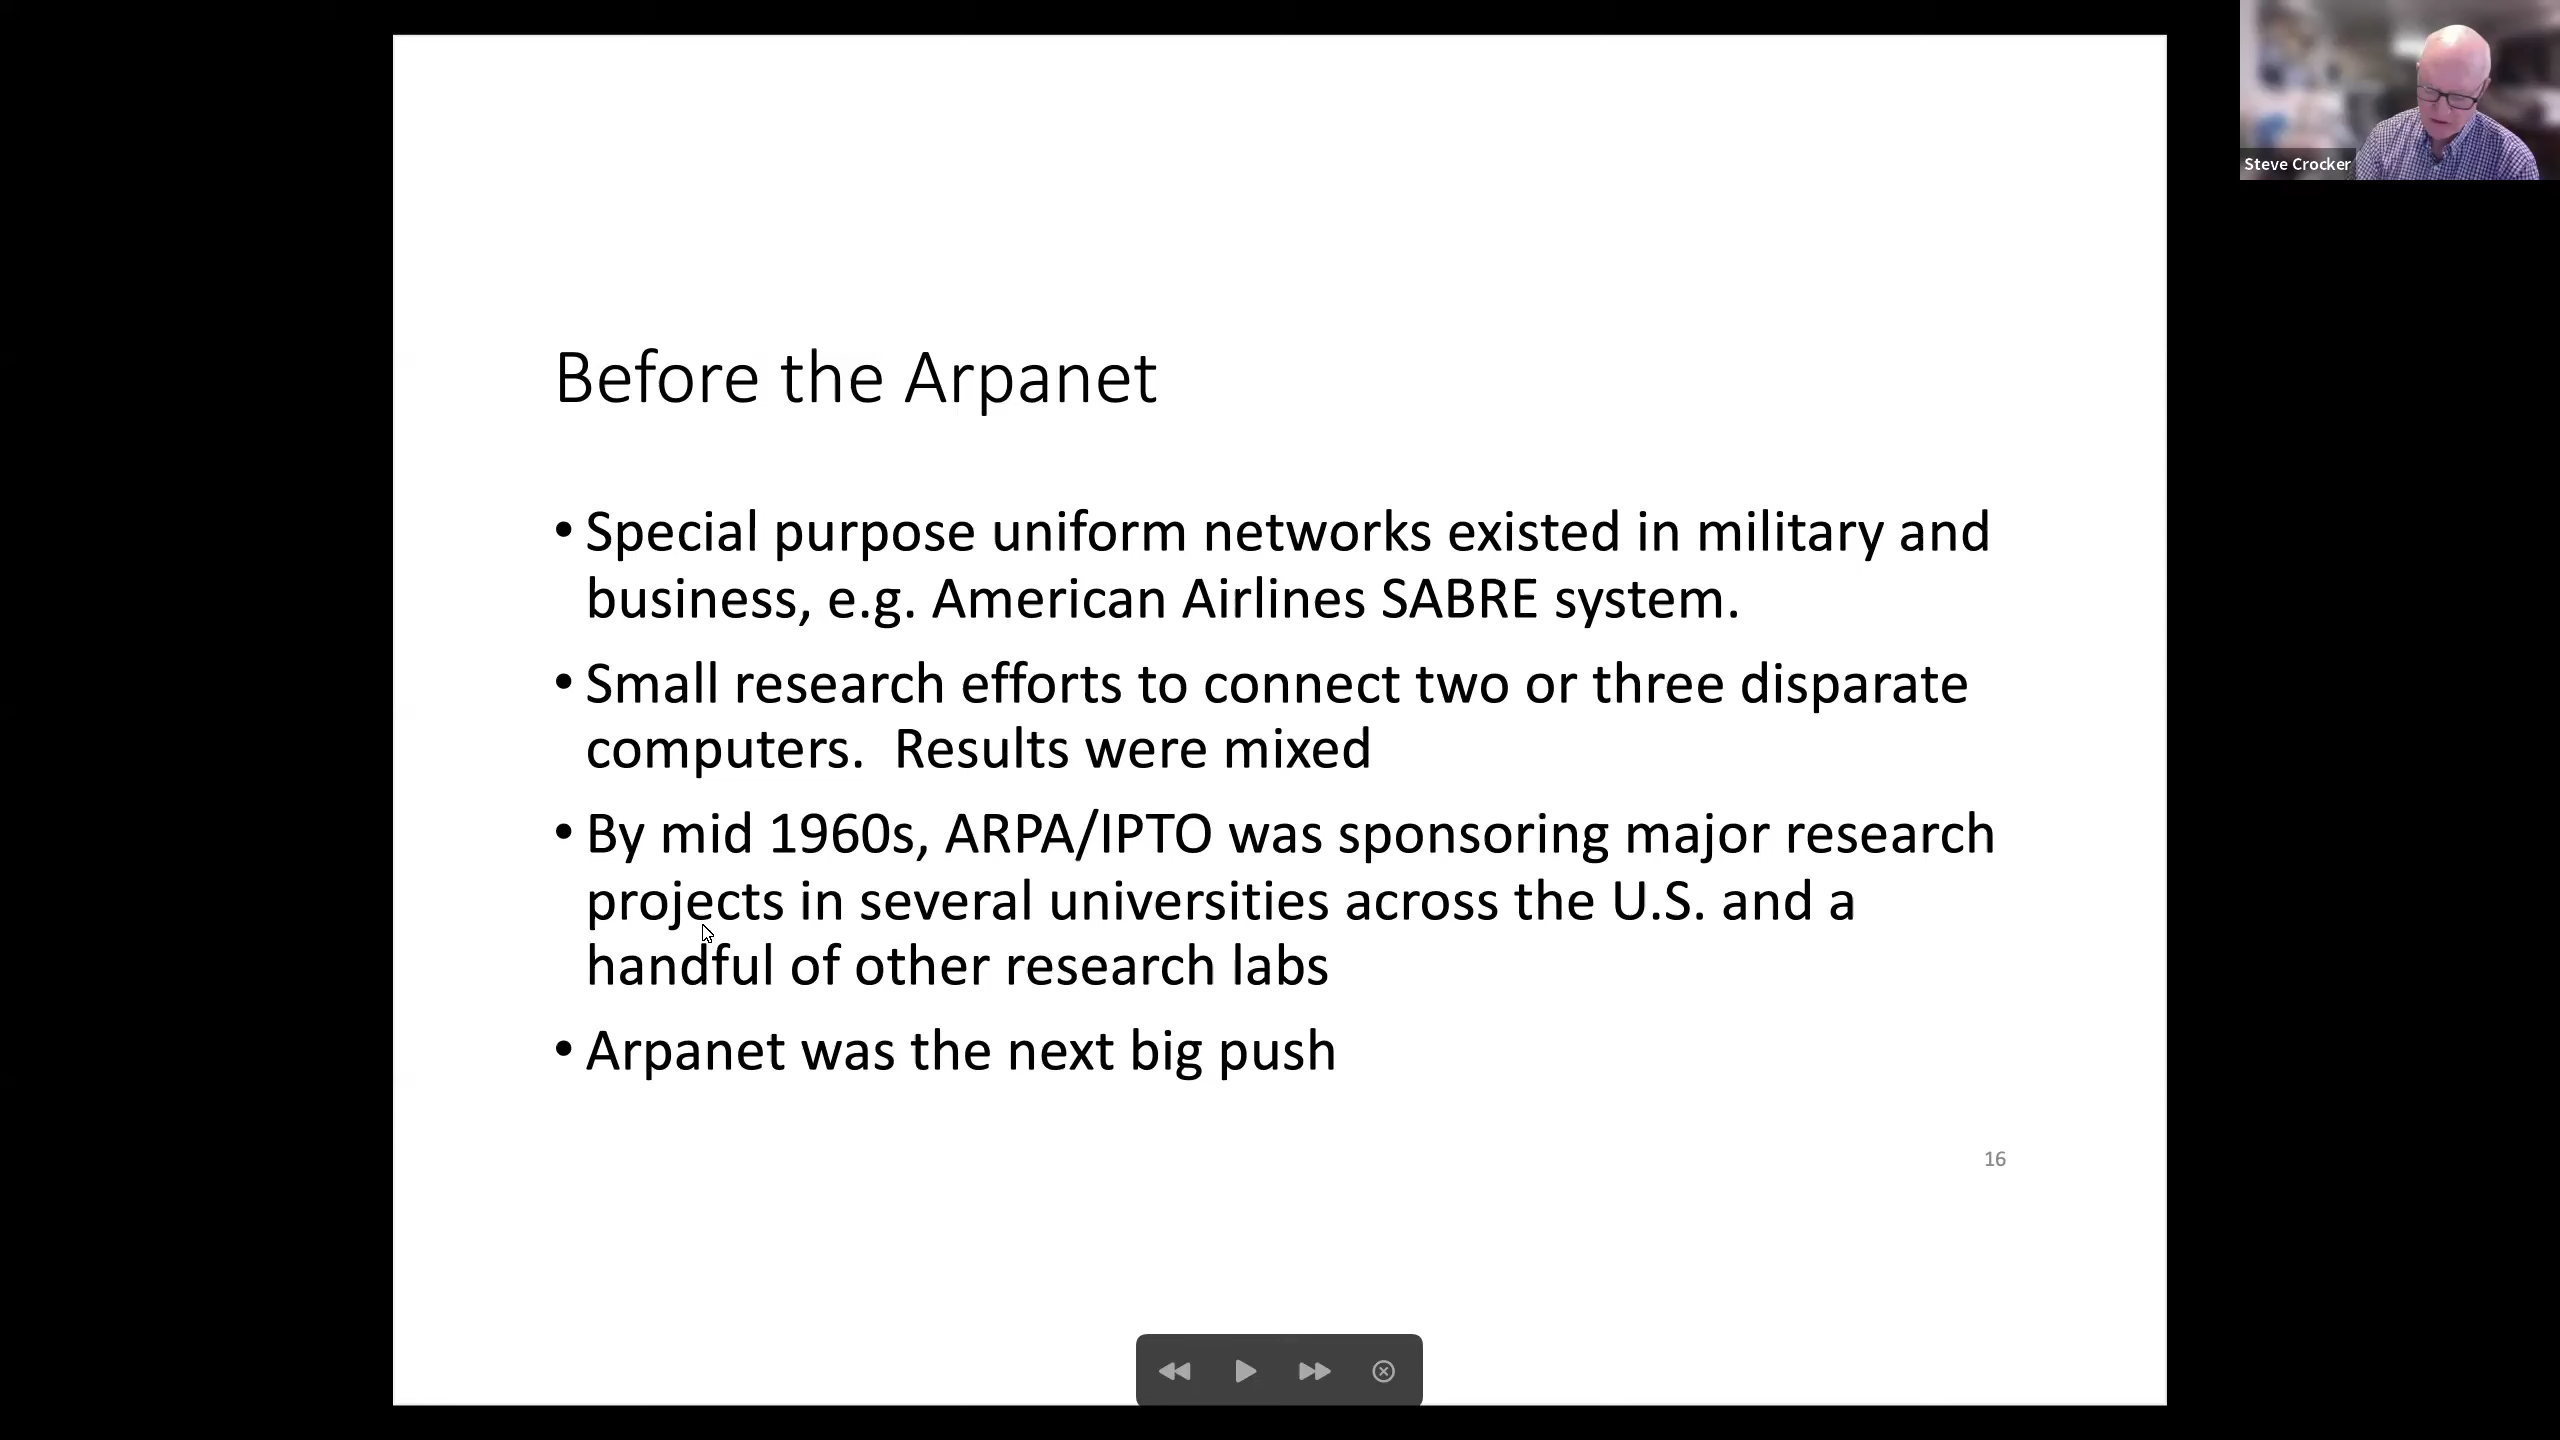 Steve Crocker
Before the Arpanet
• Special purpose uniform networks existed in military and
business, e.g. American Airlines SABRE system.
• Small research efforts to connect two or three disparate
computers.  Results were mixed
• By mid 1960s, ARPA/IPTO was sponsoring major research
projects in several universities across the U.S. and a
handful of other research labs
• Arpanet was the next big push
16